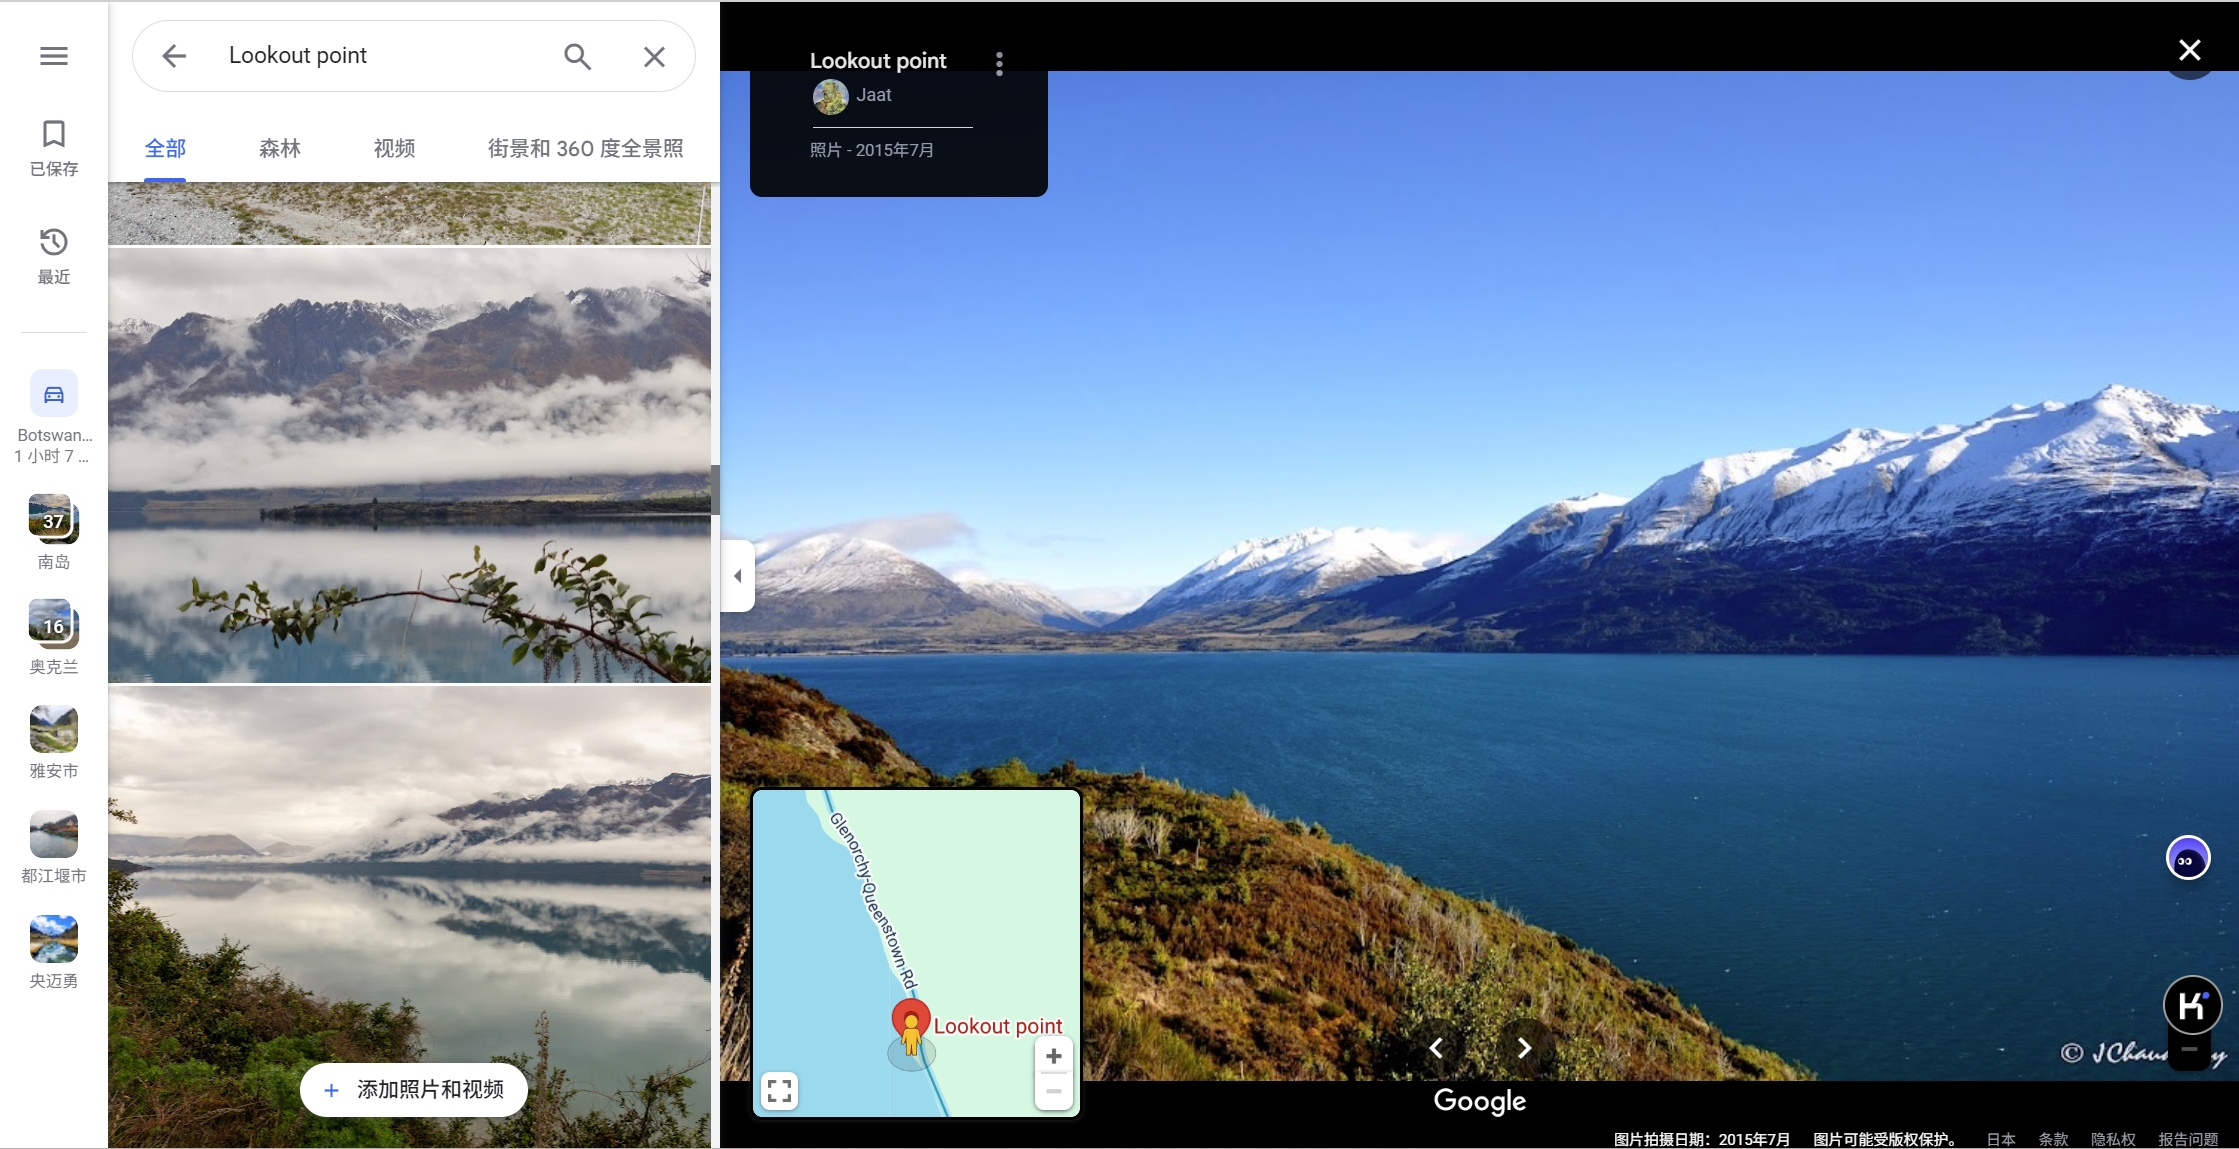 Lookout point
全部
森林
视频
街景和 360 度全景照
已保存
最近
Botswan...
1 小时 7 ...
37
南岛
16
奥克兰
雅安市
都江堰市
央迈勇
添加照片和视频
Lookout point
Jaat
照片 - 2015年7月
Glenorchy-Queenstown Rd
Lookout point
Google
图片拍摄日期：2015年7月 图片可能受版权保护。 日本 条款 隐私权 报告问题